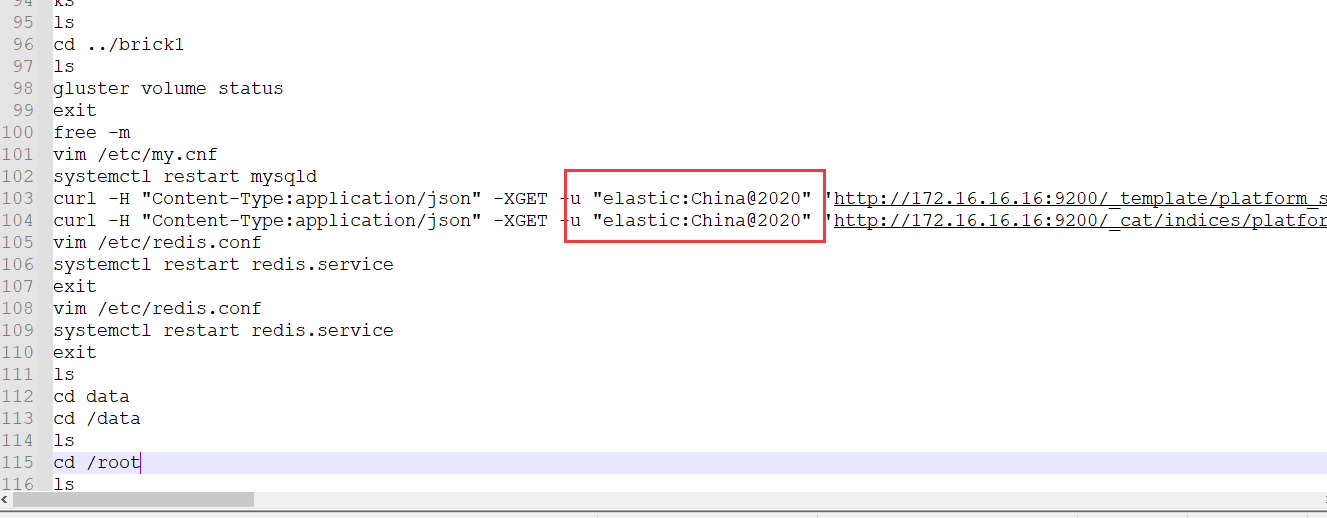 94 ks
95 ls
96 cd ../brick1
97 ls
98 gluster volume status
99 exit
100 free -m
101 vim /etc/my.cnf
102 systemctl restart mysqld
103 curl -H "Content-Type:application/json" -XGET -u "elastic:China@2020" 'http://172.16.16.16:9200/_template/platform_s
104 curl -H "Content-Type:application/json" -XGET -u "elastic:China@2020" 'http://172.16.16.16:9200/_cat/indices/platfor
105 vim /etc/redis.conf
106 systemctl restart redis.service
107 exit
108 vim /etc/redis.conf
109 systemctl restart redis.service
110 exit
111 ls
112 cd data
113 cd /data
114 ls
115 cd /root
116 ls